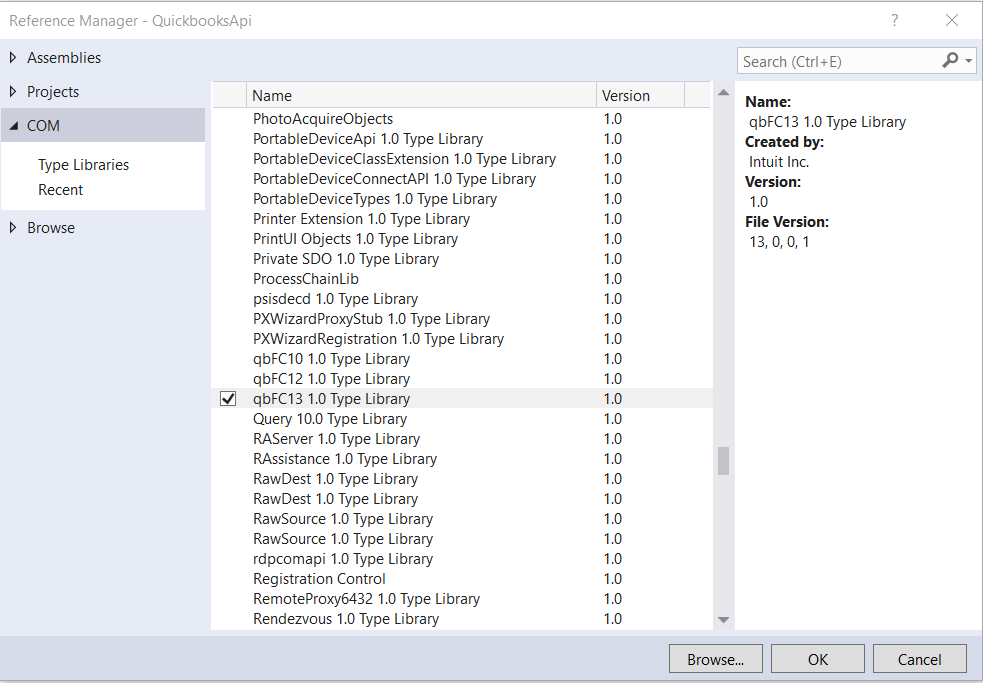 Reference Manager - QuickbooksApi
?
Assemblies
Projects
COM
Type Libraries
Recent
Browse
Search (Ctrl+E)
Name Version
PhotoAcquireObjects 1.0
PortableDeviceApi 1.0 Type Library 1.0
PortableDeviceClassExtension 1.0 Type Library 1.0
PortableDeviceConnectAPI 1.0 Type Library 1.0
PortableDeviceTypes 1.0 Type Library 1.0
Printer Extension 1.0 Type Library 1.0
PrintUI Objects 1.0 Type Library 1.0
Private SDO 1.0 Type Library 1.0
ProcessChainLib 1.0
psisdecd 1.0 Type Library 1.0
PXWizardProxyStub 1.0 Type Library 1.0
PXWizardRegistration 1.0 Type Library 1.0
qbFC10 1.0 Type Library 1.0
qbFC12 1.0 Type Library 1.0
qbFC13 1.0 Type Library 1.0
Query 10.0 Type Library 1.0
RAServer 1.0 Type Library 1.0
RAssistance 1.0 Type Library 1.0
RawDest 1.0 Type Library 1.0
RawDest 1.0 Type Library 1.0
RawSource 1.0 Type Library 1.0
RawSource 1.0 Type Library 1.0
rdpcomapi 1.0 Type Library 1.0
Registration Control 1.0
RemoteProxy6432 1.0 Type Library 1.0
Rendezvous 1.0 Type Library 1.0
Name:
qbFC13 1.0 Type Library
Created by:
Intuit Inc.
Version:
1.0
File Version:
13, 0, 0, 1
Browse... OK Cancel